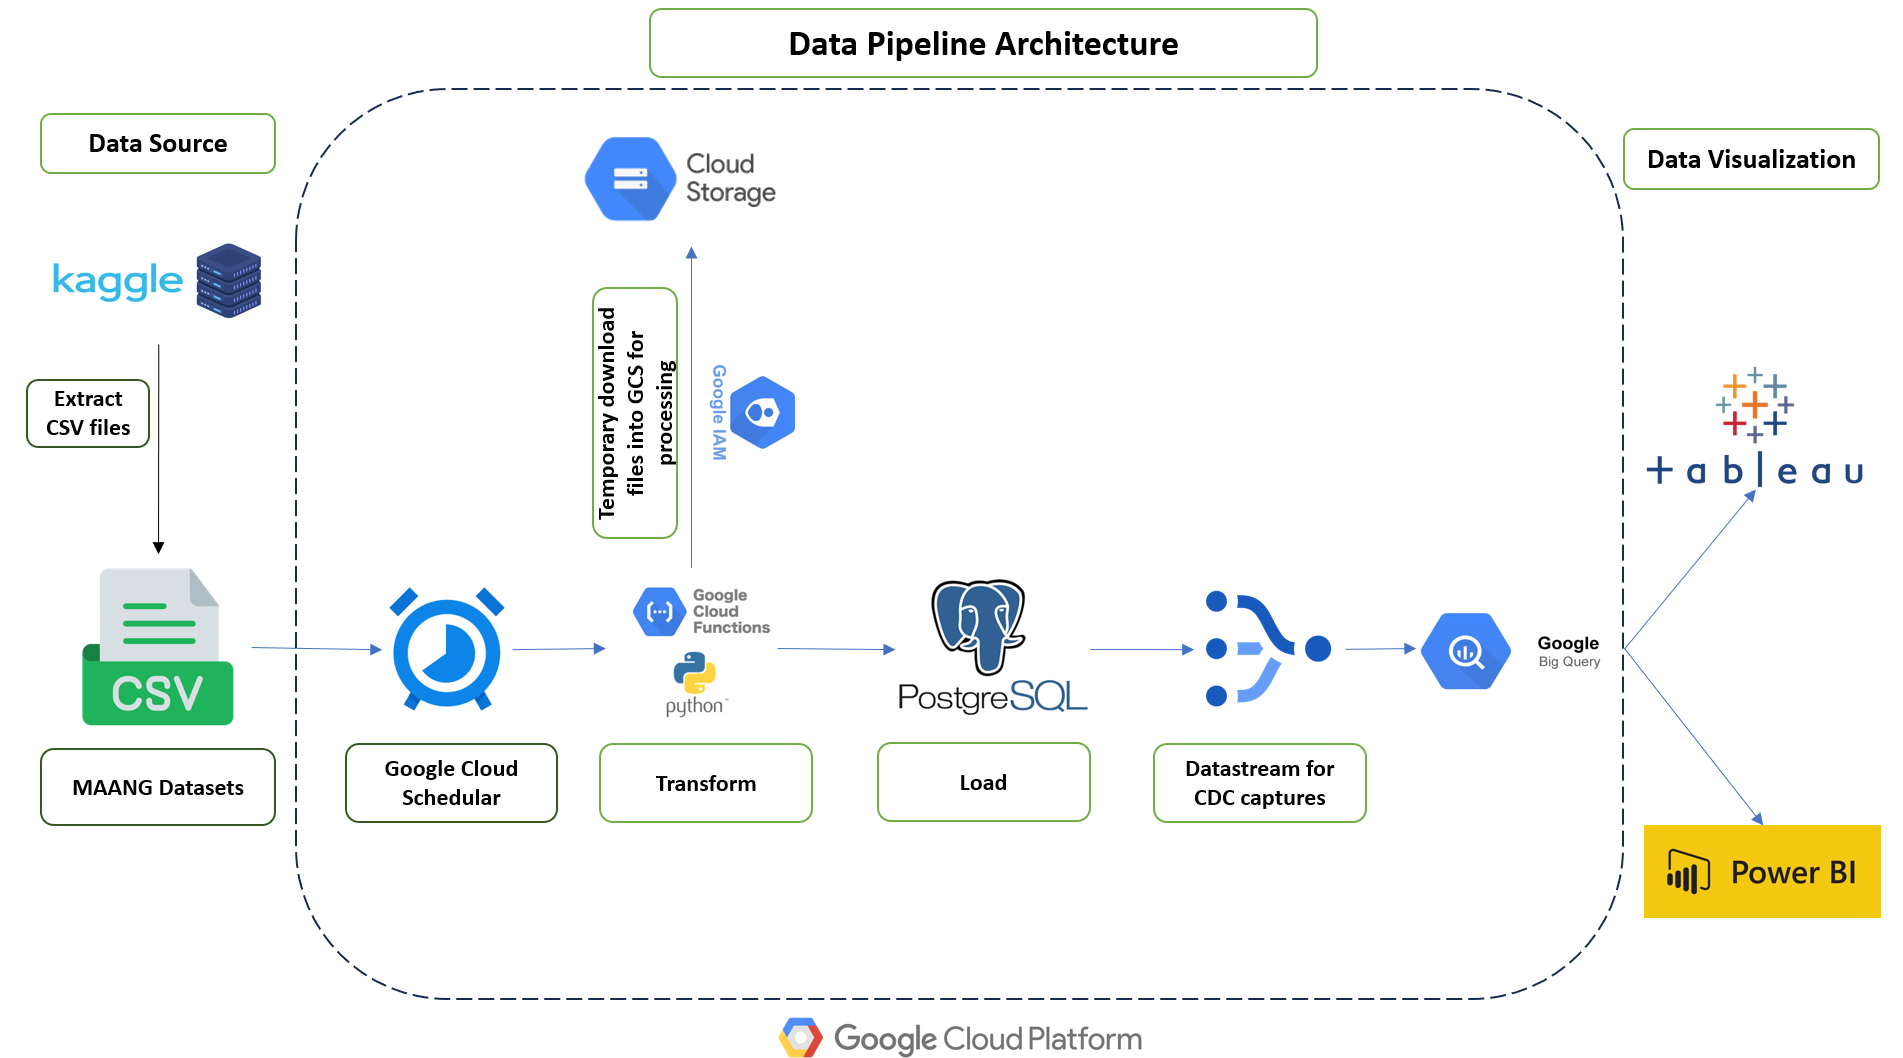 Data Pipeline Architecture
Data Source
kaggle
Extract
CSV files
CSV
MAANG Datasets
Cloud
Storage
Temporary download
files into GCS for
processing
Google IAM
Google Cloud
Schedular
Google
Cloud
Functions
python™
Transform
PostgreSQL
Load
Datastream for
CDC captures
Google
Big Query
Data Visualization
+ableau
Power BI
Google Cloud Platform